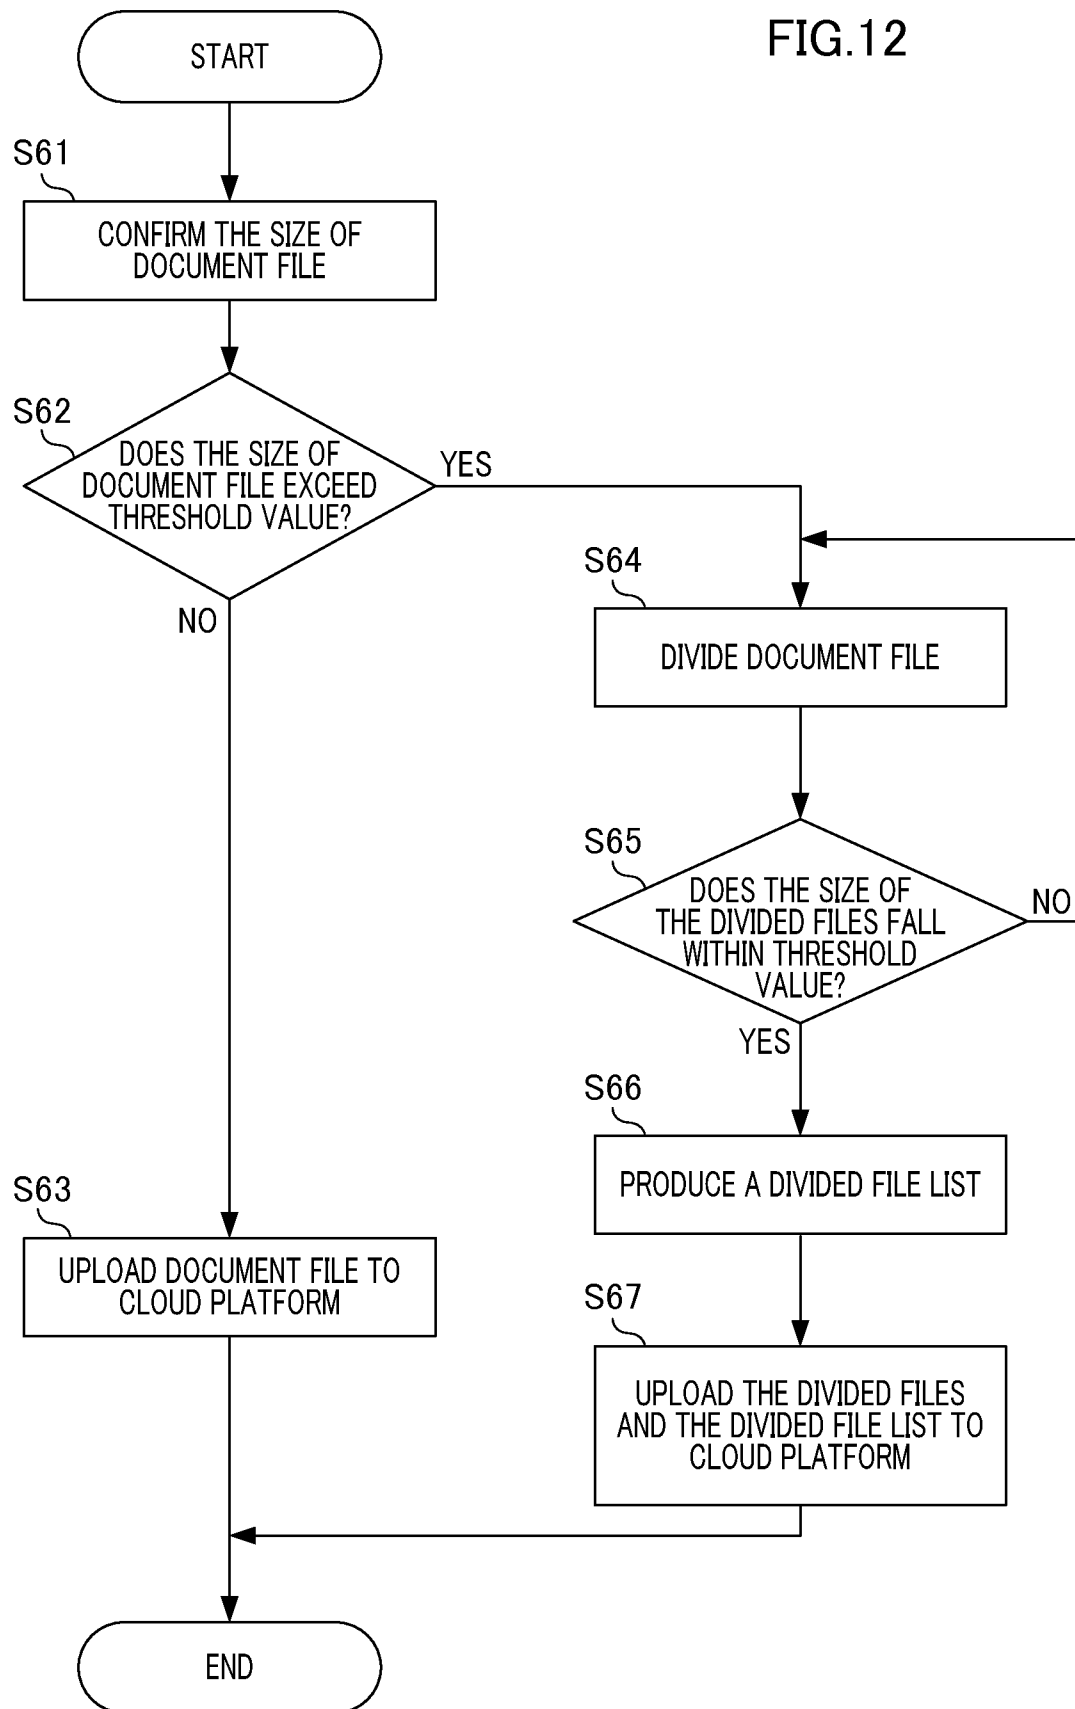 FIG.12
START
S61
CONFIRM THE SIZE OF
DOCUMENT FILE
S62
DOES THE SIZE OF
DOCUMENT FILE EXCEED
THRESHOLD VALUE?
YES
NO
S64
DIVIDE DOCUMENT FILE
S65
DOES THE SIZE OF
THE DIVIDED FILES FALL
WITHIN THRESHOLD
VALUE?
NO
YES
S66
PRODUCE A DIVIDED FILE LIST
S63
UPLOAD DOCUMENT FILE TO
CLOUD PLATFORM
S67
UPLOAD THE DIVIDED FILES
AND THE DIVIDED FILE LIST TO
CLOUD PLATFORM
END